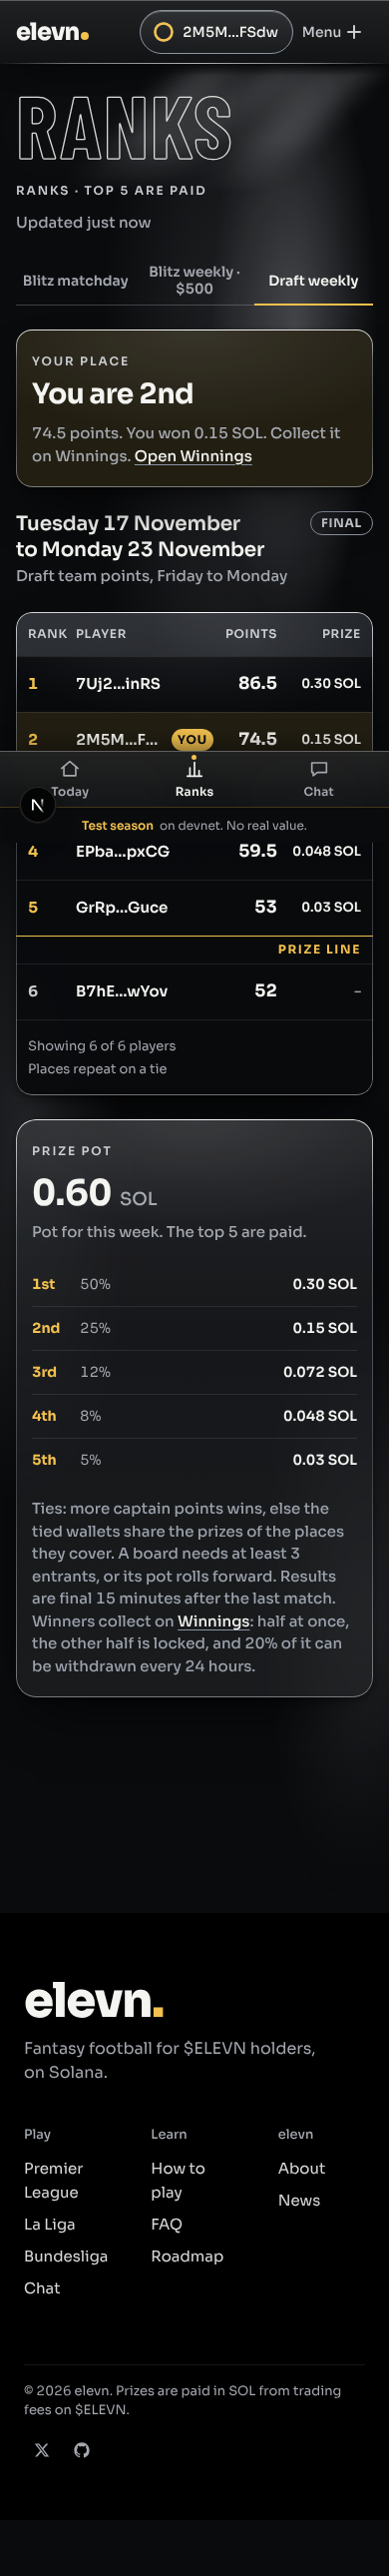 elevn.
2M5M...FSdw
Menu
RANKS
RANKS · TOP 5 ARE PAID
Updated just now
Blitz matchday
Blitz weekly ·
$500
Draft weekly
YOUR PLACE
You are 2nd
74.5 points. You won 0.15 SOL. Collect it
on Winnings. Open Winnings
Tuesday 17 November
to Monday 23 November
FINAL
Draft team points, Friday to Monday
RANK PLAYER POINTS PRIZE
1 7Uj2...inRS 86.5 0.30 SOL
2 2M5M...F... YOU 74.5 0.15 SOL
Today
Ranks
Chat
N
Test season on devnet. No real value.
4 EPba...pxCG 59.5 0.048 SOL
5 GrRp...Guce 53 0.03 SOL
PRIZE LINE
6 B7hE...wYov 52 –
Showing 6 of 6 players
Places repeat on a tie
PRIZE POT
0.60 SOL
Pot for this week. The top 5 are paid.
1st 50% 0.30 SOL
2nd 25% 0.15 SOL
3rd 12% 0.072 SOL
4th 8% 0.048 SOL
5th 5% 0.03 SOL
Ties: more captain points wins, else the
tied wallets share the prizes of the places
they cover. A board needs at least 3
entrants, or its pot rolls forward. Results
are final 15 minutes after the last match.
Winners collect on Winnings: half at once,
the other half is locked, and 20% of it can
be withdrawn every 24 hours.
elevn.
Fantasy football for $ELEVN holders,
on Solana.
Play
Premier
League
La Liga
Bundesliga
Chat
Learn
How to
play
FAQ
Roadmap
elevn
About
News
© 2026 elevn. Prizes are paid in SOL from trading
fees on $ELEVN.